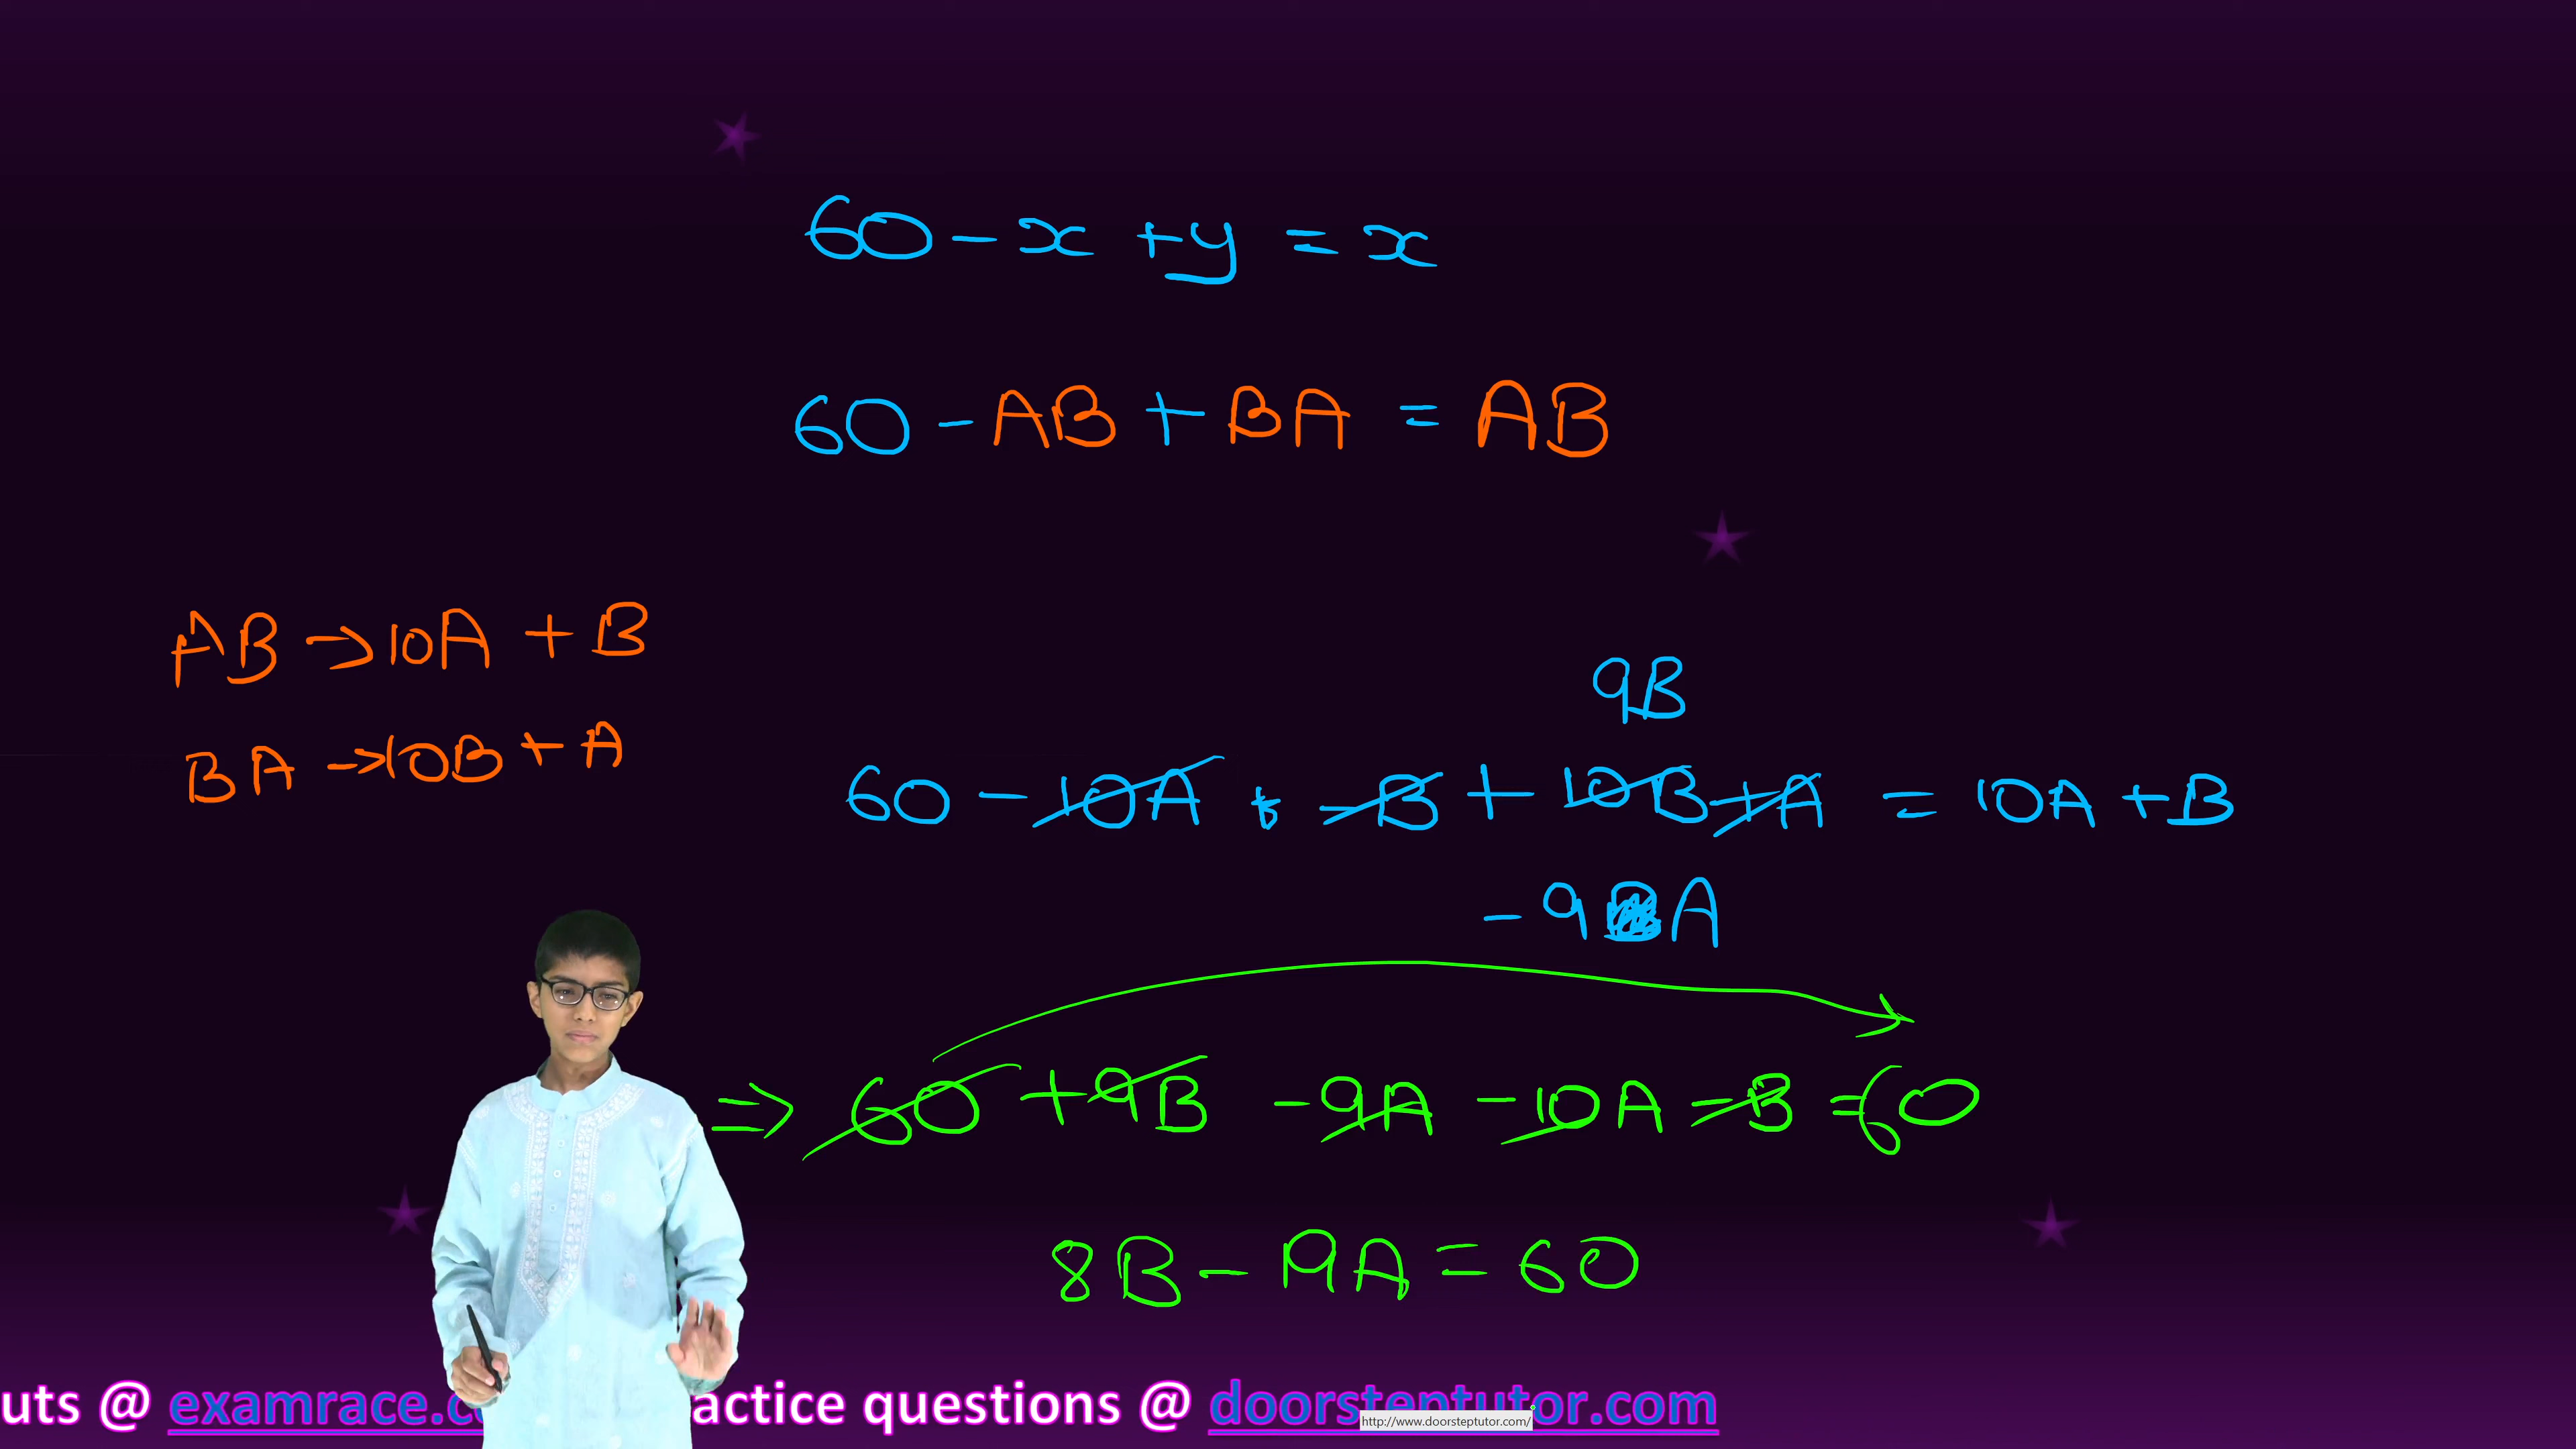 60 - x + y = x
60 - AB + BA = AB
AB → 10A + B
BA → 10B + A
9B
60 - 10A + - B + 10B + A = 10A + B
- 9 A
⇒ 60 + 9B - 9A - 10A - B = 60
8B - 19A = 60
uts @ examrace.c actice questions @ doorsteptutor.com
http://www.doorsteptutor.com/